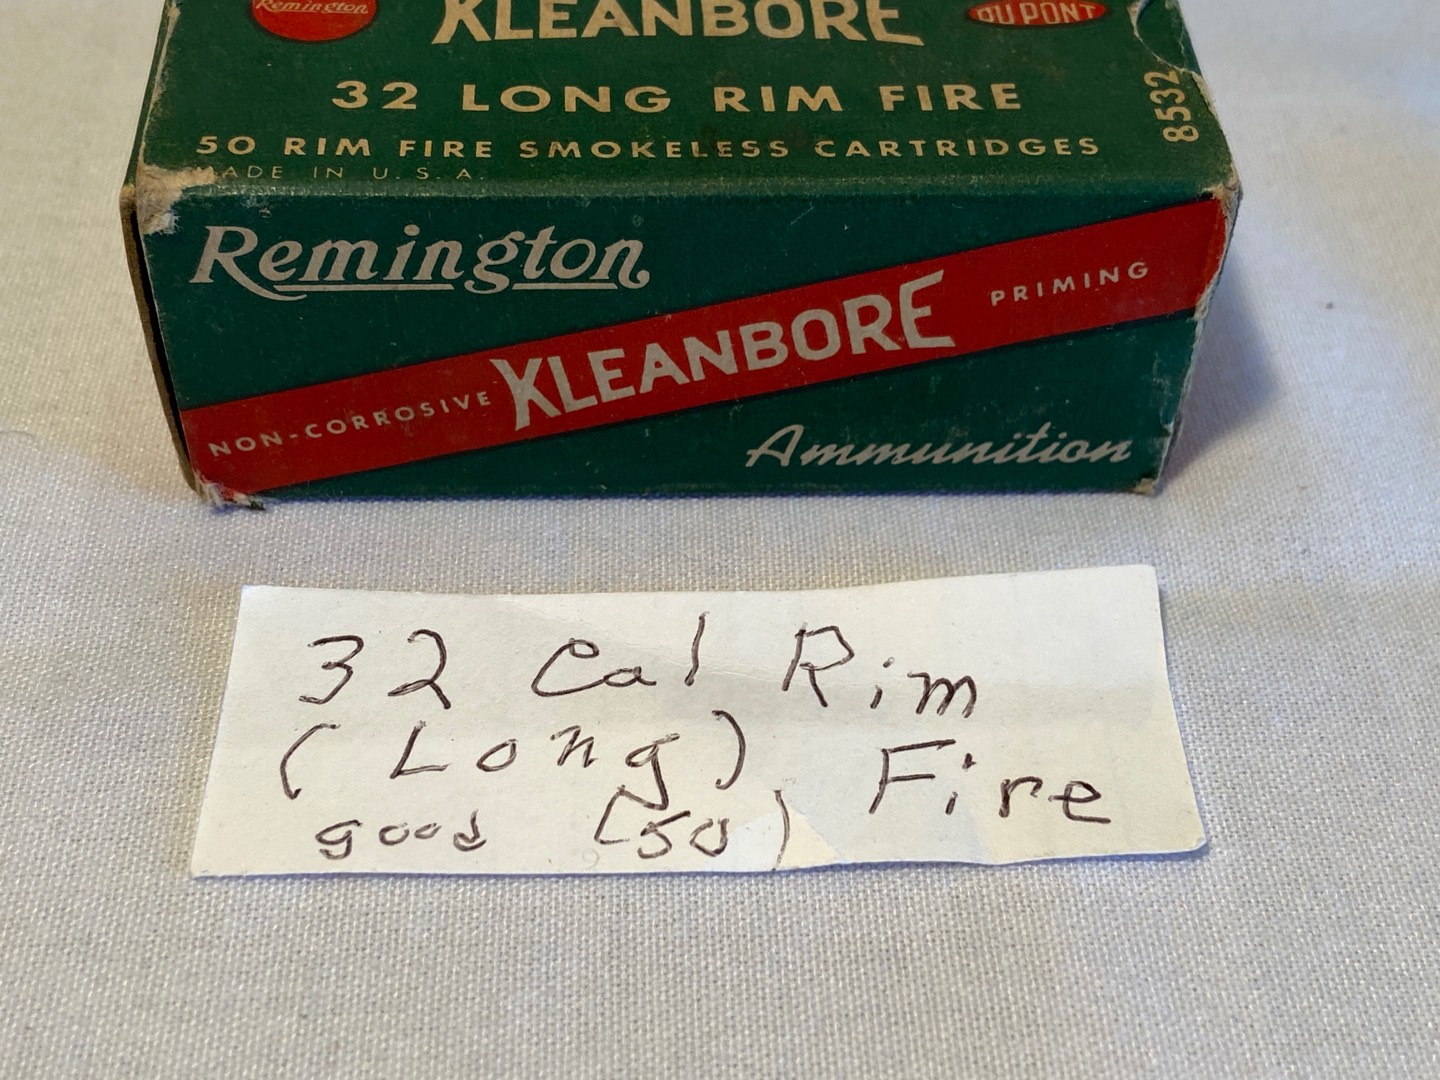 Remington
KLEANBORE
DU PONT
32 LONG RIM FIRE
8532
50 RIM FIRE SMOKELESS CARTRIDGES
MADE IN U.S.A.
Remington
NON-CORROSIVE KLEANBORE PRIMING
Ammunition
32 Cal Rim
(Long) Fire
good (50)